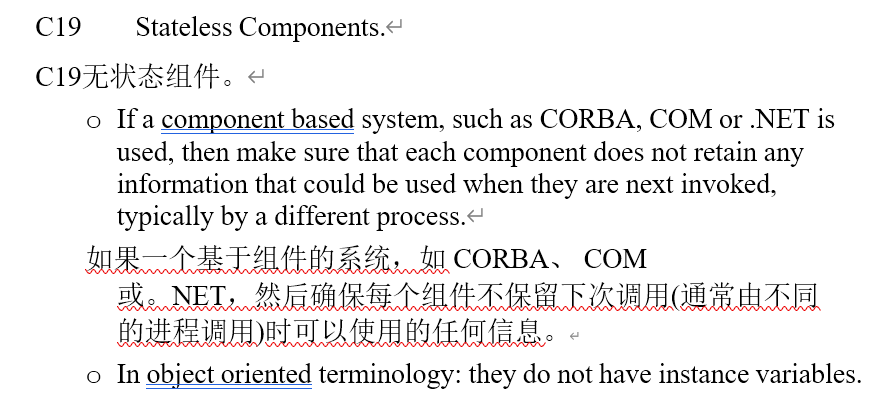 C19 Stateless Components.
C19无状态组件。
o If a component based system, such as CORBA, COM or .NET is
used, then make sure that each component does not retain any
information that could be used when they are next invoked,
typically by a different process.
如果一个基于组件的系统，如 CORBA、 COM
或。NET，然后确保每个组件不保留下次调用(通常由不同
的进程调用)时可以使用的任何信息。
o In object oriented terminology: they do not have instance variables.